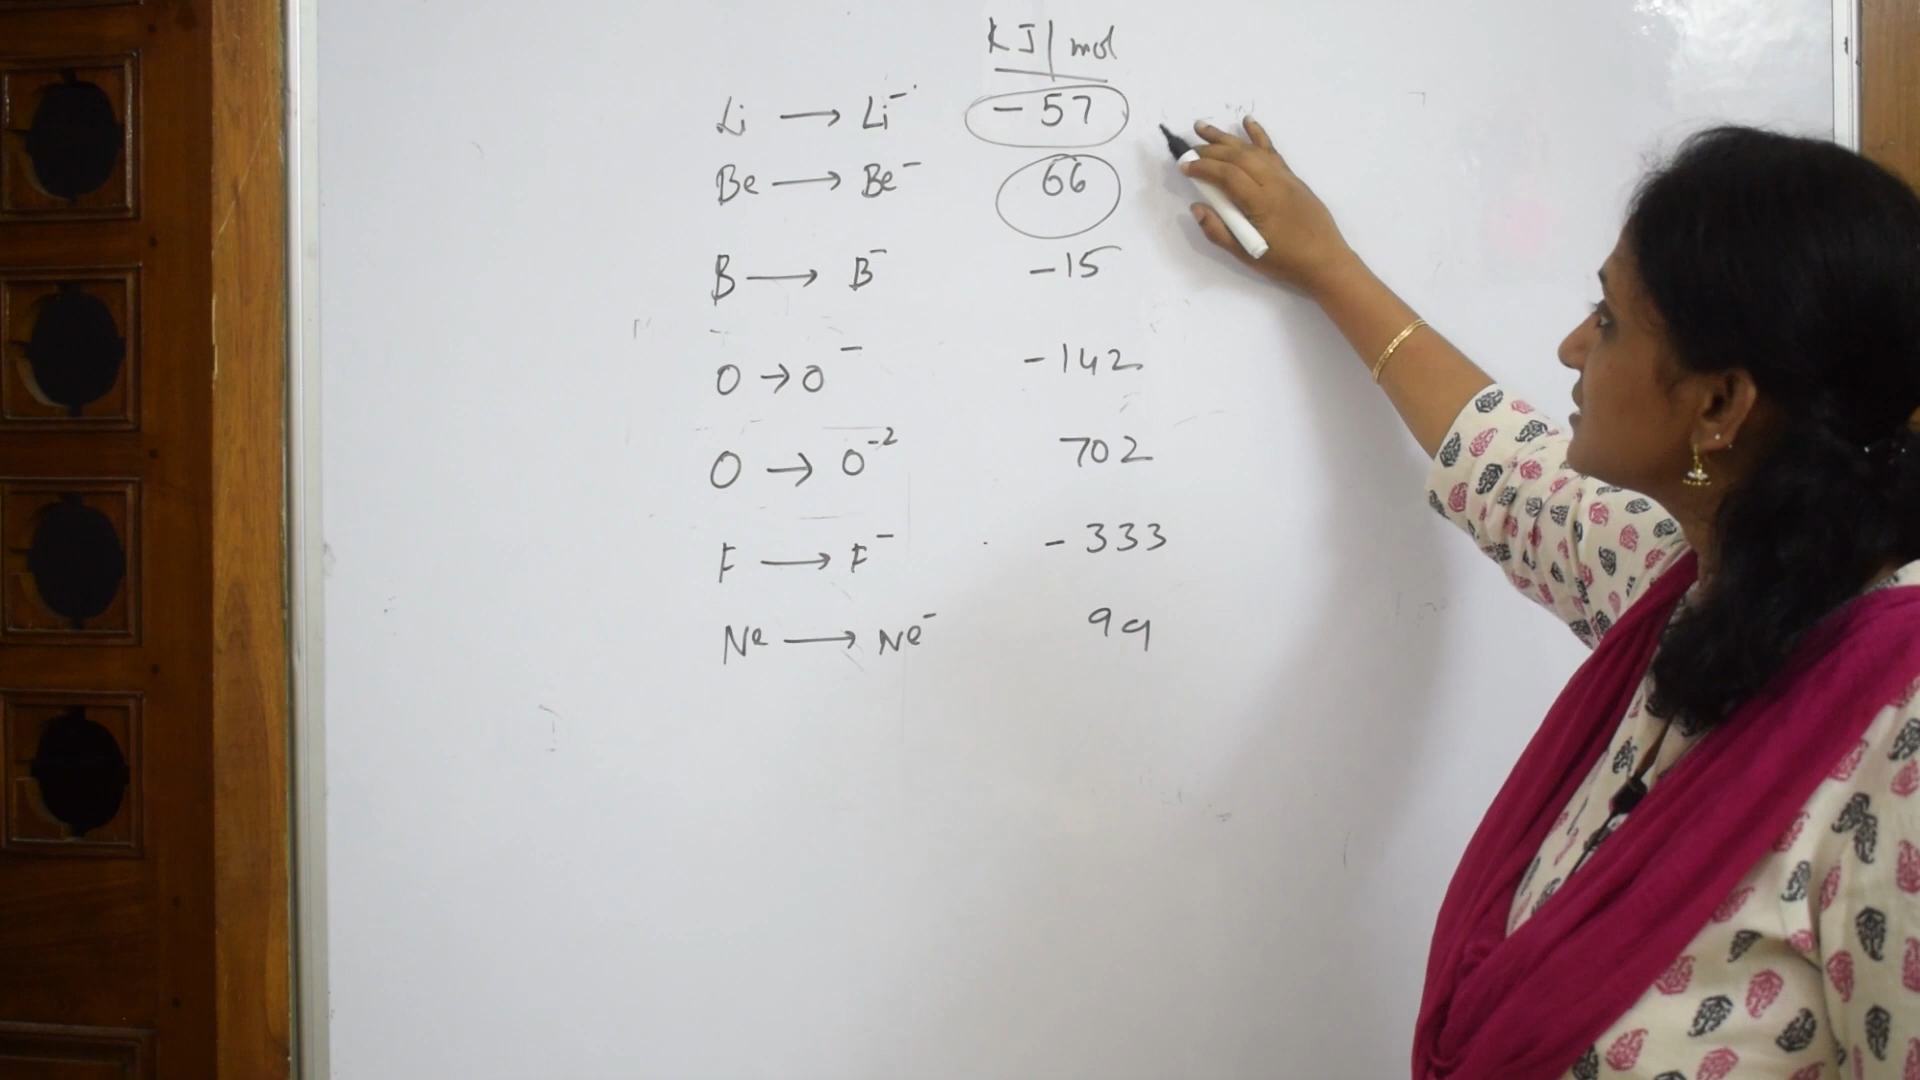 KJ/mol
Li → Li⁻ -57
Be → Be⁻ 66
B → B⁻ -15
O → O⁻ -142
O → O⁻² 702
F → F⁻ -333
Ne → Ne⁻ 99